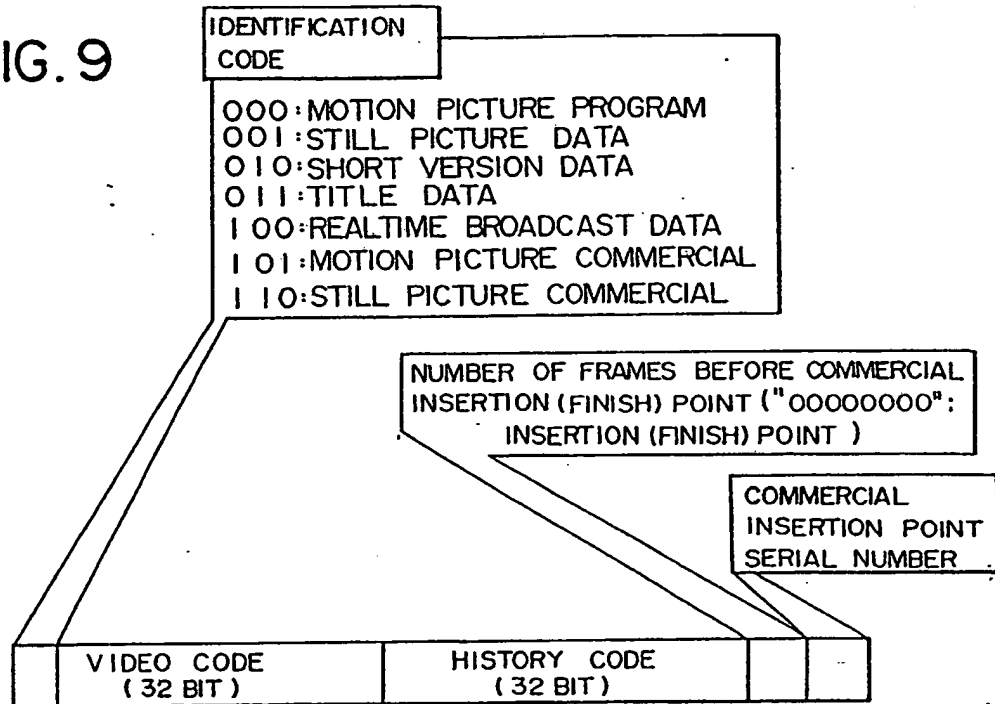 IG. 9
IDENTIFICATION
CODE
000:MOTION PICTURE PROGRAM
001:STILL PICTURE DATA
010:SHORT VERSION DATA
011:TITLE DATA
100:REALTIME BROADCAST DATA
101:MOTION PICTURE COMMERCIAL
110:STILL PICTURE COMMERCIAL
NUMBER OF FRAMES BEFORE COMMERCIAL
INSERTION (FINISH) POINT ("00000000":
INSERTION (FINISH) POINT )
COMMERCIAL
INSERTION POINT
SERIAL NUMBER
VIDEO CODE
(32 BIT)
HISTORY CODE
(32 BIT)